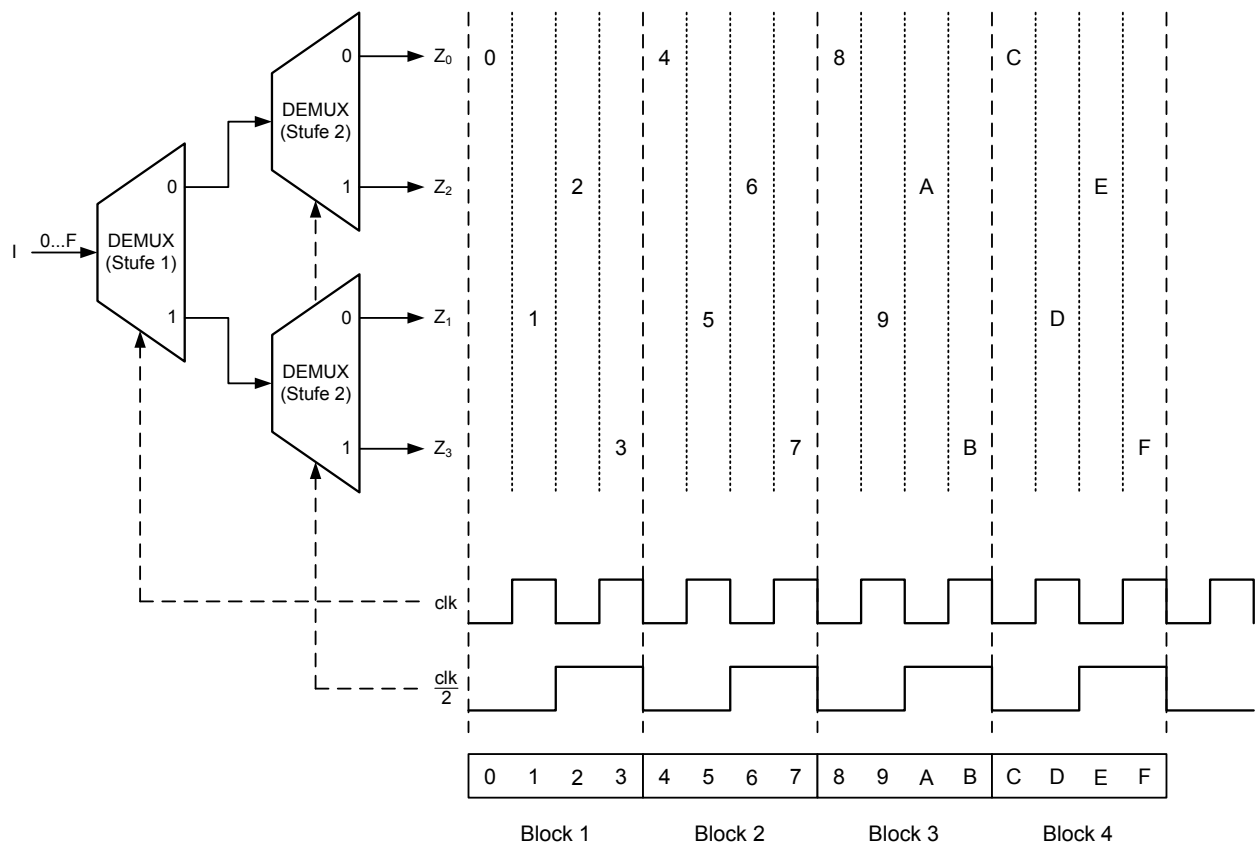 0 Z₀ 0 4 8 C
DEMUX
(Stufe 2)
1 Z₂ 2 6 A E
0
I 0...F
DEMUX
(Stufe 1)
1
0 Z₁ 1 5 9 D
DEMUX
(Stufe 2)
1 Z₃ 3 7 B F
clk
clk
2
0 1 2 3 4 5 6 7 8 9 A B C D E F
Block 1 Block 2 Block 3 Block 4